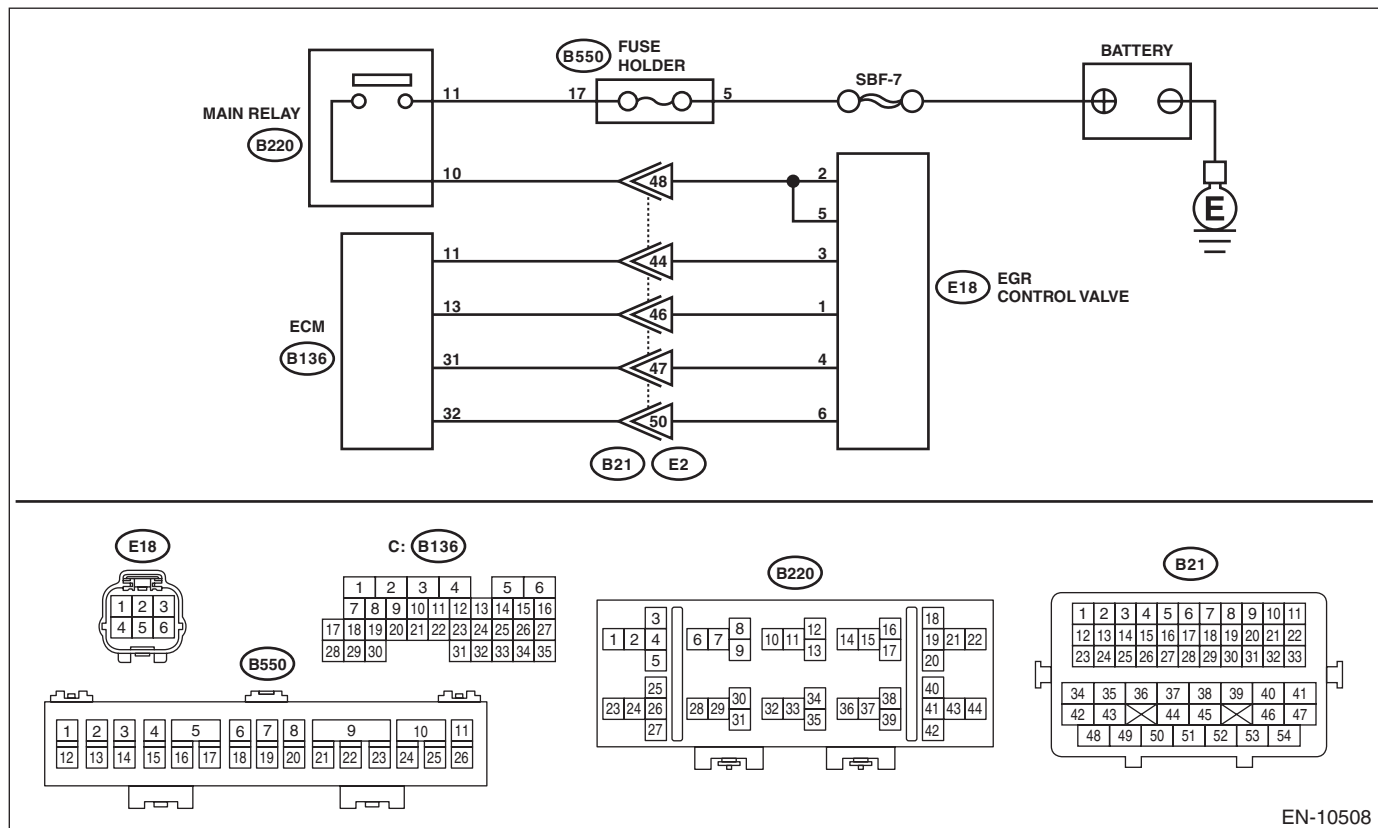 B550 FUSE
HOLDER
BATTERY
SBF-7
11 17 5
MAIN RELAY
B220
10 48 2
5
E
11 44 3
E18 EGR
CONTROL VALVE
13 46 1
ECM
B136
31 47 4
32 50 6
B21 E2
E18
1 2 3
4 5 6
C: B136
1 2 3 4 5 6
7 8 9 10 11 12 13 14 15 16
17 18 19 20 21 22 23 24 25 26 27
28 29 30 31 32 33 34 35
B550
1 2 3 4 5 6 7 8 9 10 11
12 13 14 15 16 17 18 19 20 21 22 23 24 25 26
B220
3 8 12 16 18
1 2 4 6 7 10 11 14 15 19 21 22
9 13 17
5 20
25 30 34 38 40
23 24 26 28 29 32 33 36 37 41 43 44
31 35 39
27 42
B21
1 2 3 4 5 6 7 8 9 10 11
12 13 14 15 16 17 18 19 20 21 22
23 24 25 26 27 28 29 30 31 32 33
34 35 36 37 38 39 40 41
42 43 44 45 46 47
48 49 50 51 52 53 54
EN-10508